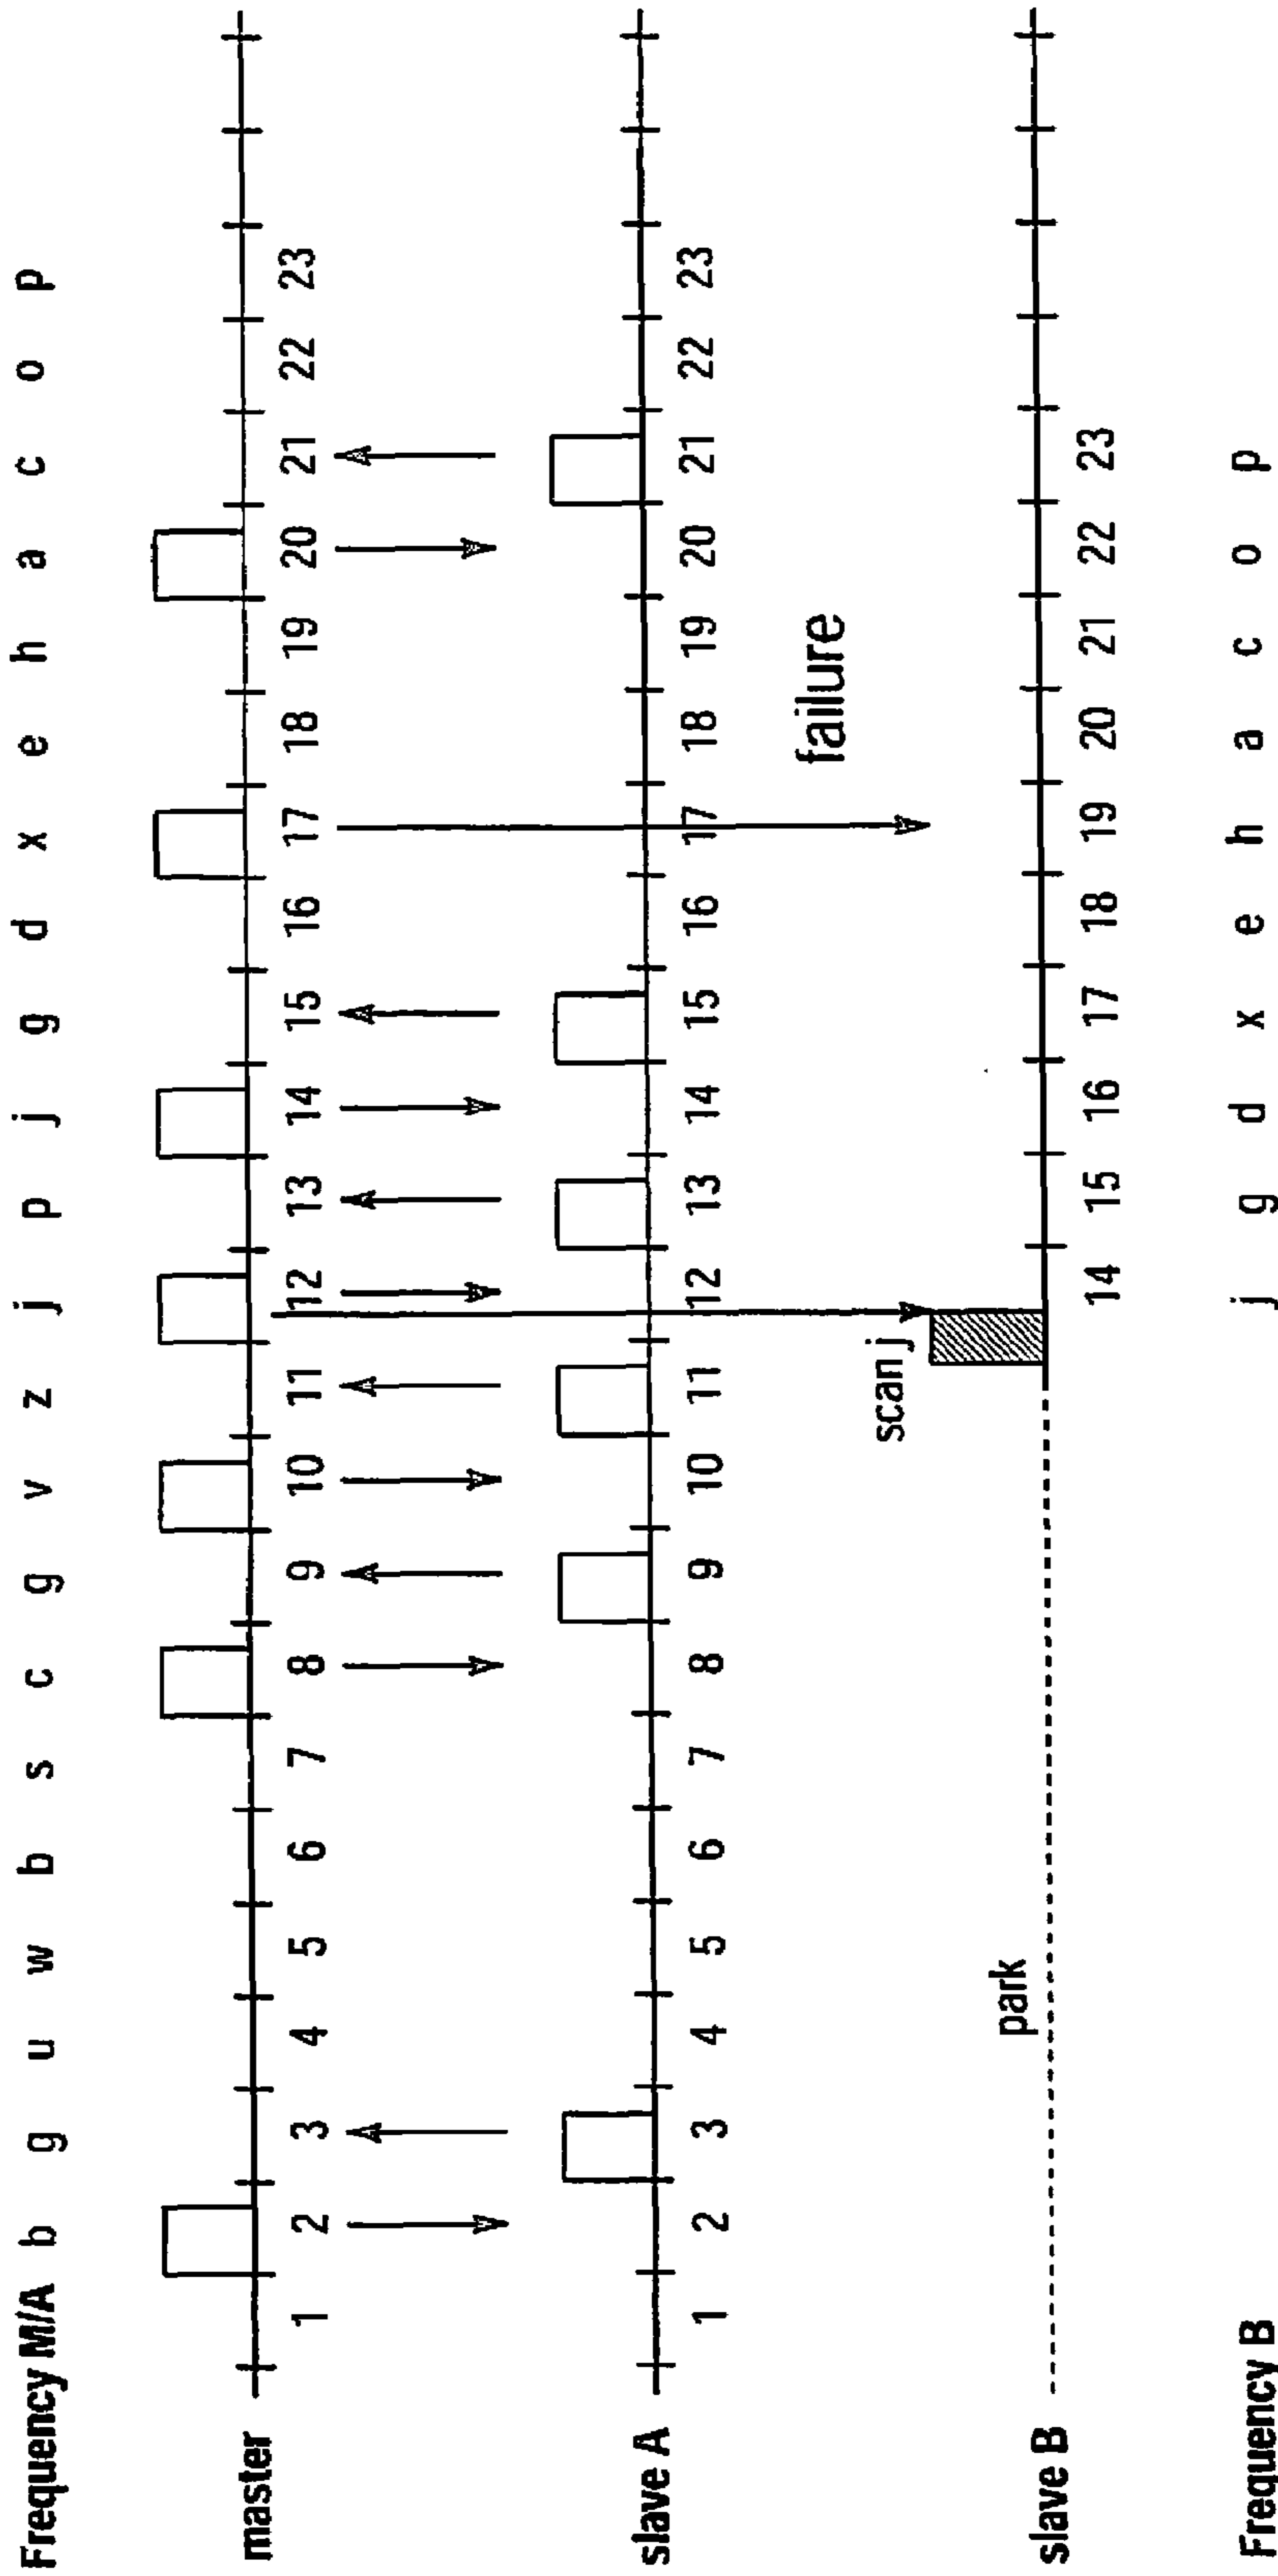 Frequency M/A b g u w b s c g v z j p j g d x e h a c o p
master
1 2 3 4 5 6 7 8 9 10 11 12 13 14 15 16 17 18 19 20 21 22 23
slave A
1 2 3 4 5 6 7 8 9 10 11 12 13 14 15 16 17 18 19 20 21 22 23
failure
scan j
park
slave B
14 15 16 17 18 19 20 21 22 23
Frequency B j g d x e h a c o p